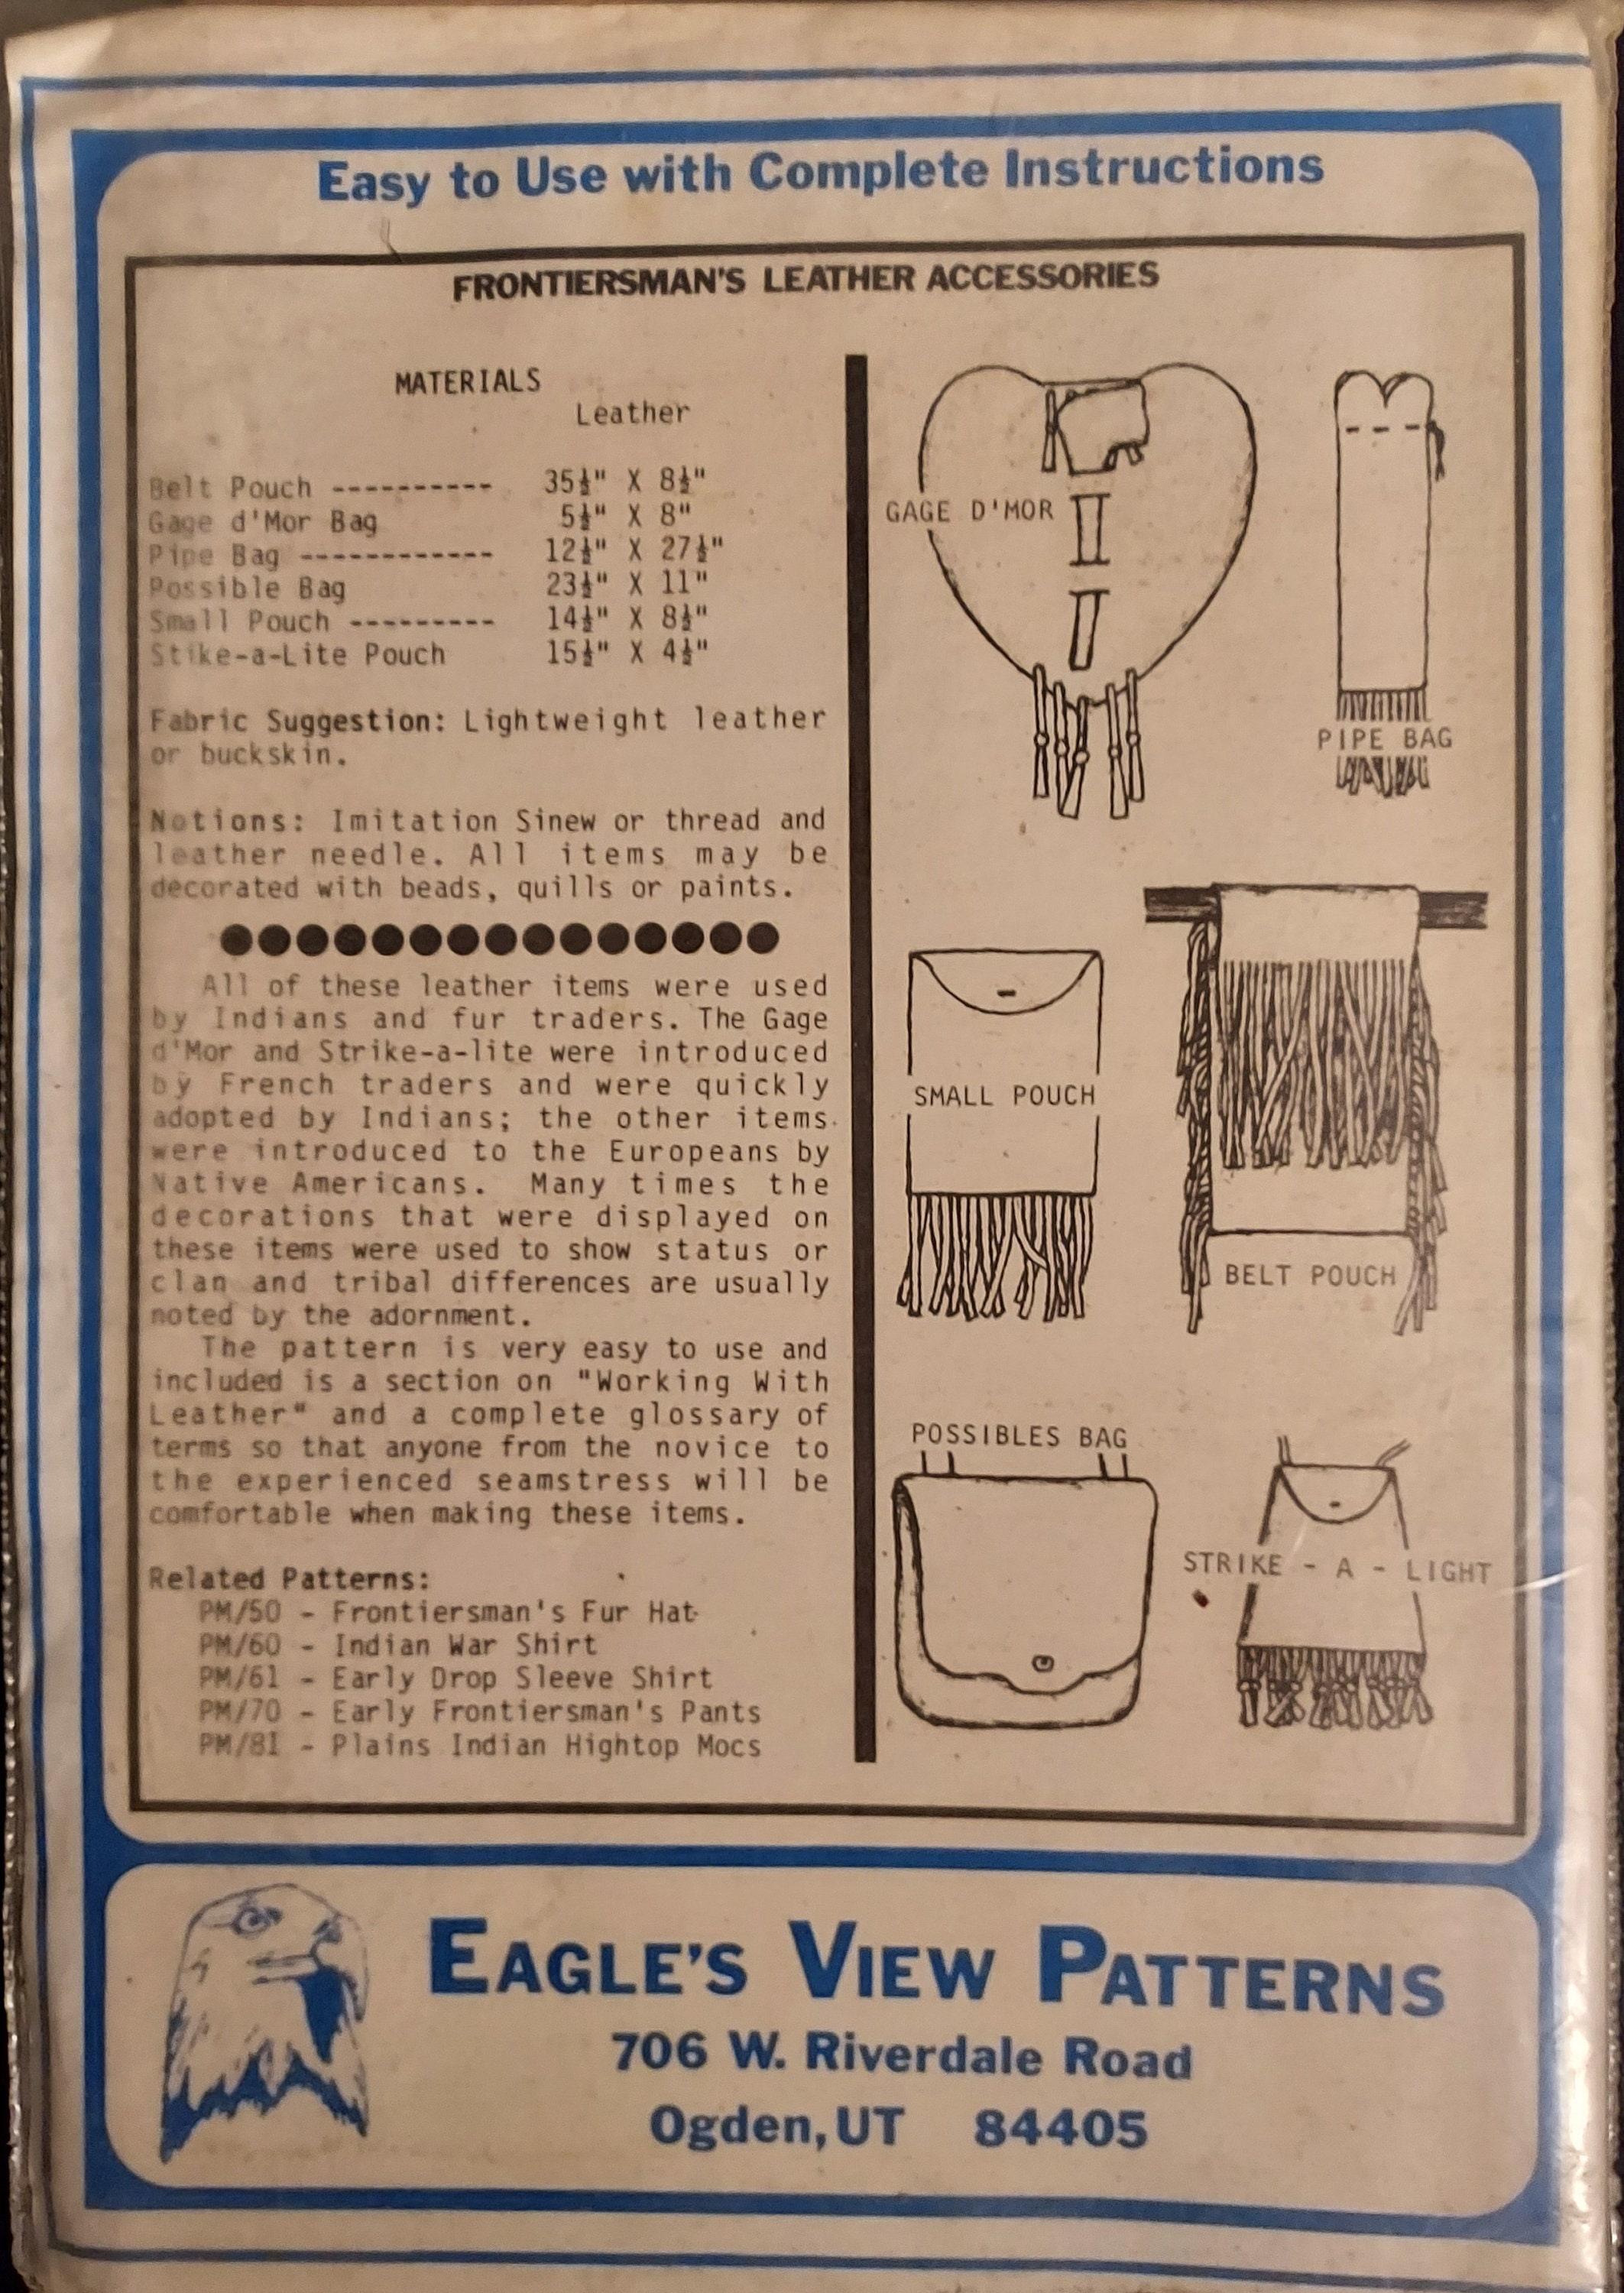 Easy to Use with Complete Instructions
FRONTIERSMAN'S LEATHER ACCESSORIES
MATERIALS
Leather
Belt Pouch ---------- 35½" X 8½"
Gage d'Mor Bag 5½" X 8"
Pipe Bag ------------ 12½" X 27½"
Possible Bag 23½" X 11"
Small Pouch --------- 14½" X 8½"
Stike-a-Lite Pouch 15½" X 4½"
Fabric Suggestion: Lightweight leather
or buckskin.
Notions: Imitation Sinew or thread and
leather needle. All items may be
decorated with beads, quills or paints.
All of these leather items were used
by Indians and fur traders. The Gage
d'Mor and Strike-a-lite were introduced
by French traders and were quickly
adopted by Indians; the other items
were introduced to the Europeans by
Native Americans. Many times the
decorations that were displayed on
these items were used to show status or
clan and tribal differences are usually
noted by the adornment.
The pattern is very easy to use and
included is a section on "Working With
Leather" and a complete glossary of
terms so that anyone from the novice to
the experienced seamstress will be
comfortable when making these items.
Related Patterns:
PM/50 - Frontiersman's Fur Hat
PM/60 - Indian War Shirt
PM/61 - Early Drop Sleeve Shirt
PM/70 - Early Frontiersman's Pants
PM/81 - Plains Indian Hightop Mocs
GAGE D'MOR
PIPE BAG
SMALL POUCH
BELT POUCH
POSSIBLES BAG
STRIKE - A - LIGHT
EAGLE'S VIEW PATTERNS
706 W. Riverdale Road
Ogden, UT 84405